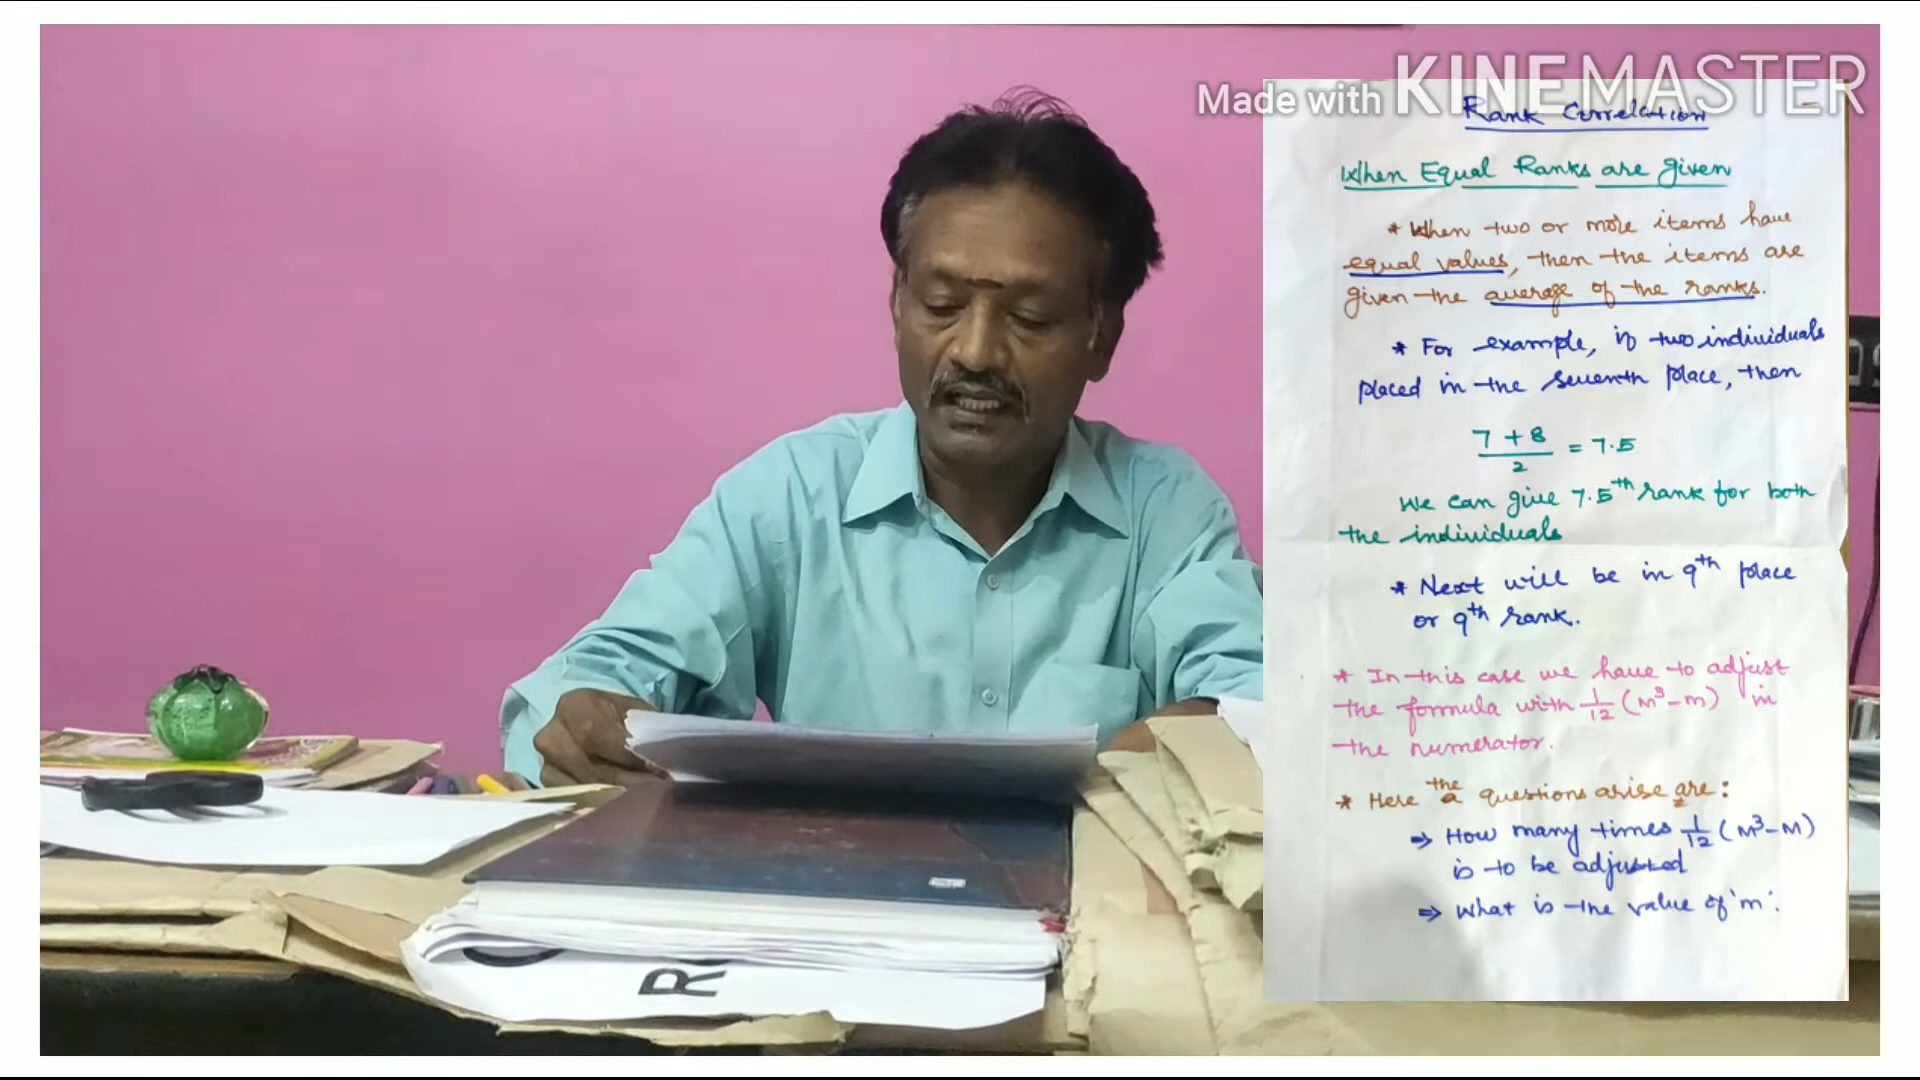 Made with KINEMASTER
Rank Correlation
When Equal Ranks are given
* When two or more items have
equal values, then the items are
given the average of the ranks.
* For example, if two individuals
placed in the seventh place, then
7 + 8 / 2 = 7.5
We can give 7.5th rank for both
the individuals
* Next will be in 9th place
or 9th rank.
* In this case we have to adjust
the formula with 1/12 (m³-m) in
the numerator.
* Here the a questions arise are:
⇒ How many times 1/12 (m³-m)
is to be adjusted
⇒ What is the value of 'm'.
R